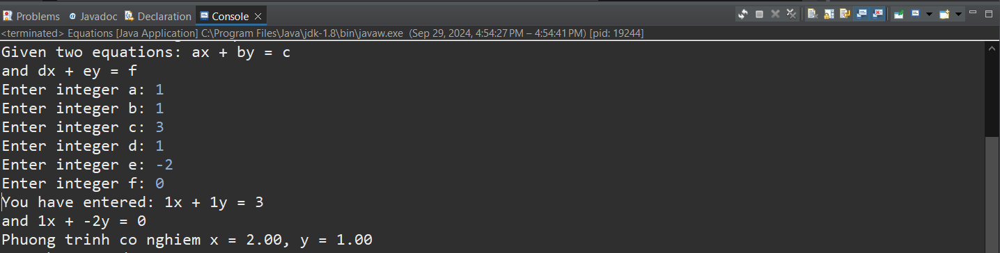 Problems Javadoc Declaration Console
<terminated> Equations [Java Application] C:\Program Files\Java\jdk-1.8\bin\javaw.exe (Sep 29, 2024, 4:54:27 PM – 4:54:41 PM) [pid: 19244]
Given two equations: ax + by = c
and dx + ey = f
Enter integer a: 1
Enter integer b: 1
Enter integer c: 3
Enter integer d: 1
Enter integer e: -2
Enter integer f: 0
You have entered: 1x + 1y = 3
and 1x + -2y = 0
Phuong trinh co nghiem x = 2.00, y = 1.00